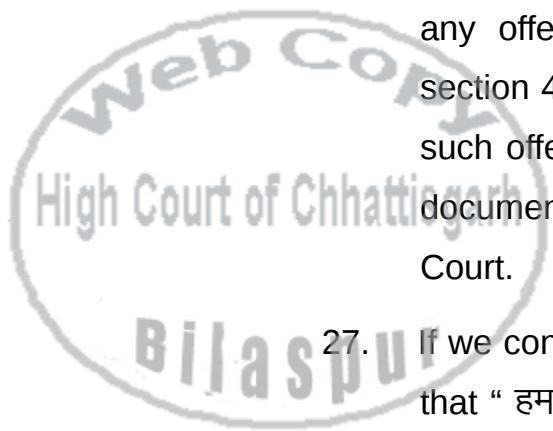 any offe
section 4
such offe
documen
Court.
27. If we con
that “ हम
Web Copy
High Court of Chhattisgarh
Bilaspur